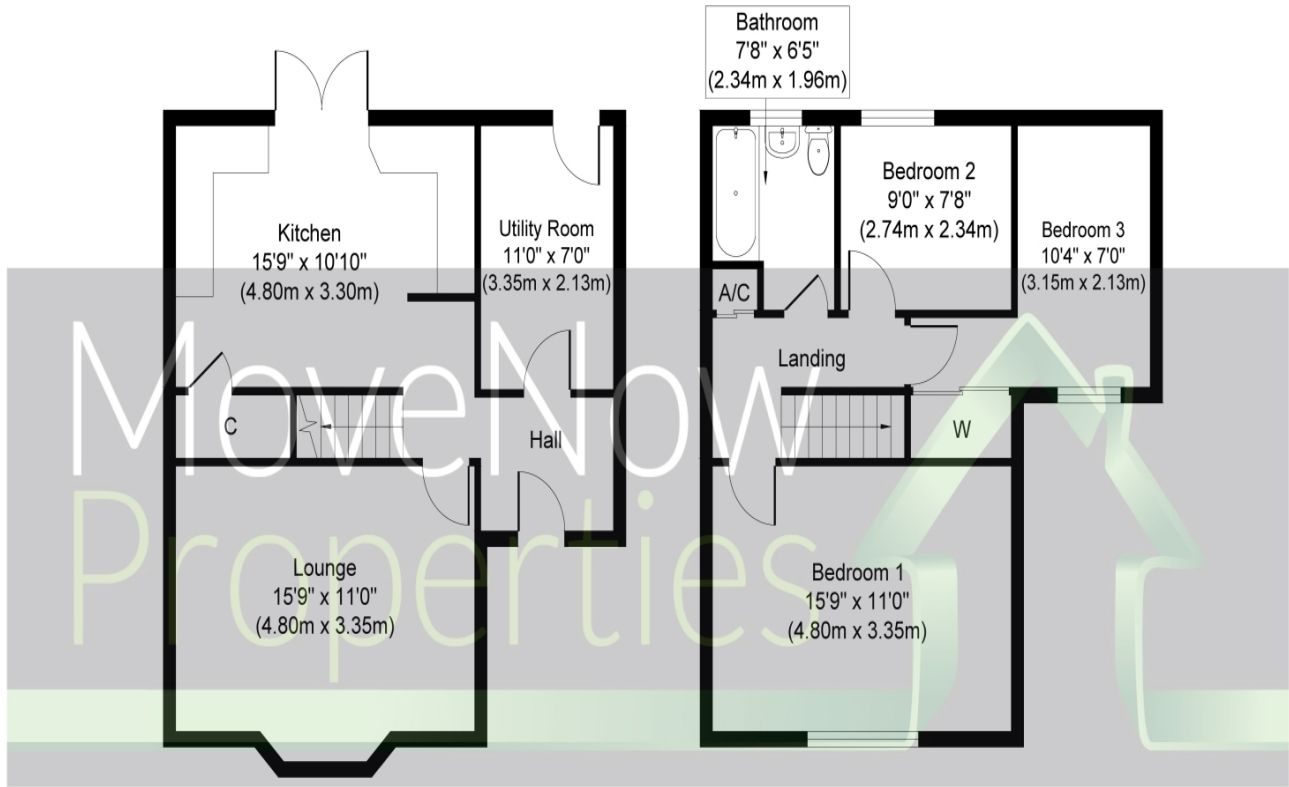 Bathroom
7'8" x 6'5"
(2.34m x 1.96m)
Kitchen
15'9" x 10'10"
(4.80m x 3.30m)
Utility Room
11'0" x 7'0"
(3.35m x 2.13m)
C
Hall
Lounge
15'9" x 11'0"
(4.80m x 3.35m)
Bedroom 2
9'0" x 7'8"
(2.74m x 2.34m)
Bedroom 3
10'4" x 7'0"
(3.15m x 2.13m)
A/C
Landing
W
Bedroom 1
15'9" x 11'0"
(4.80m x 3.35m)
MoveNow
Properties